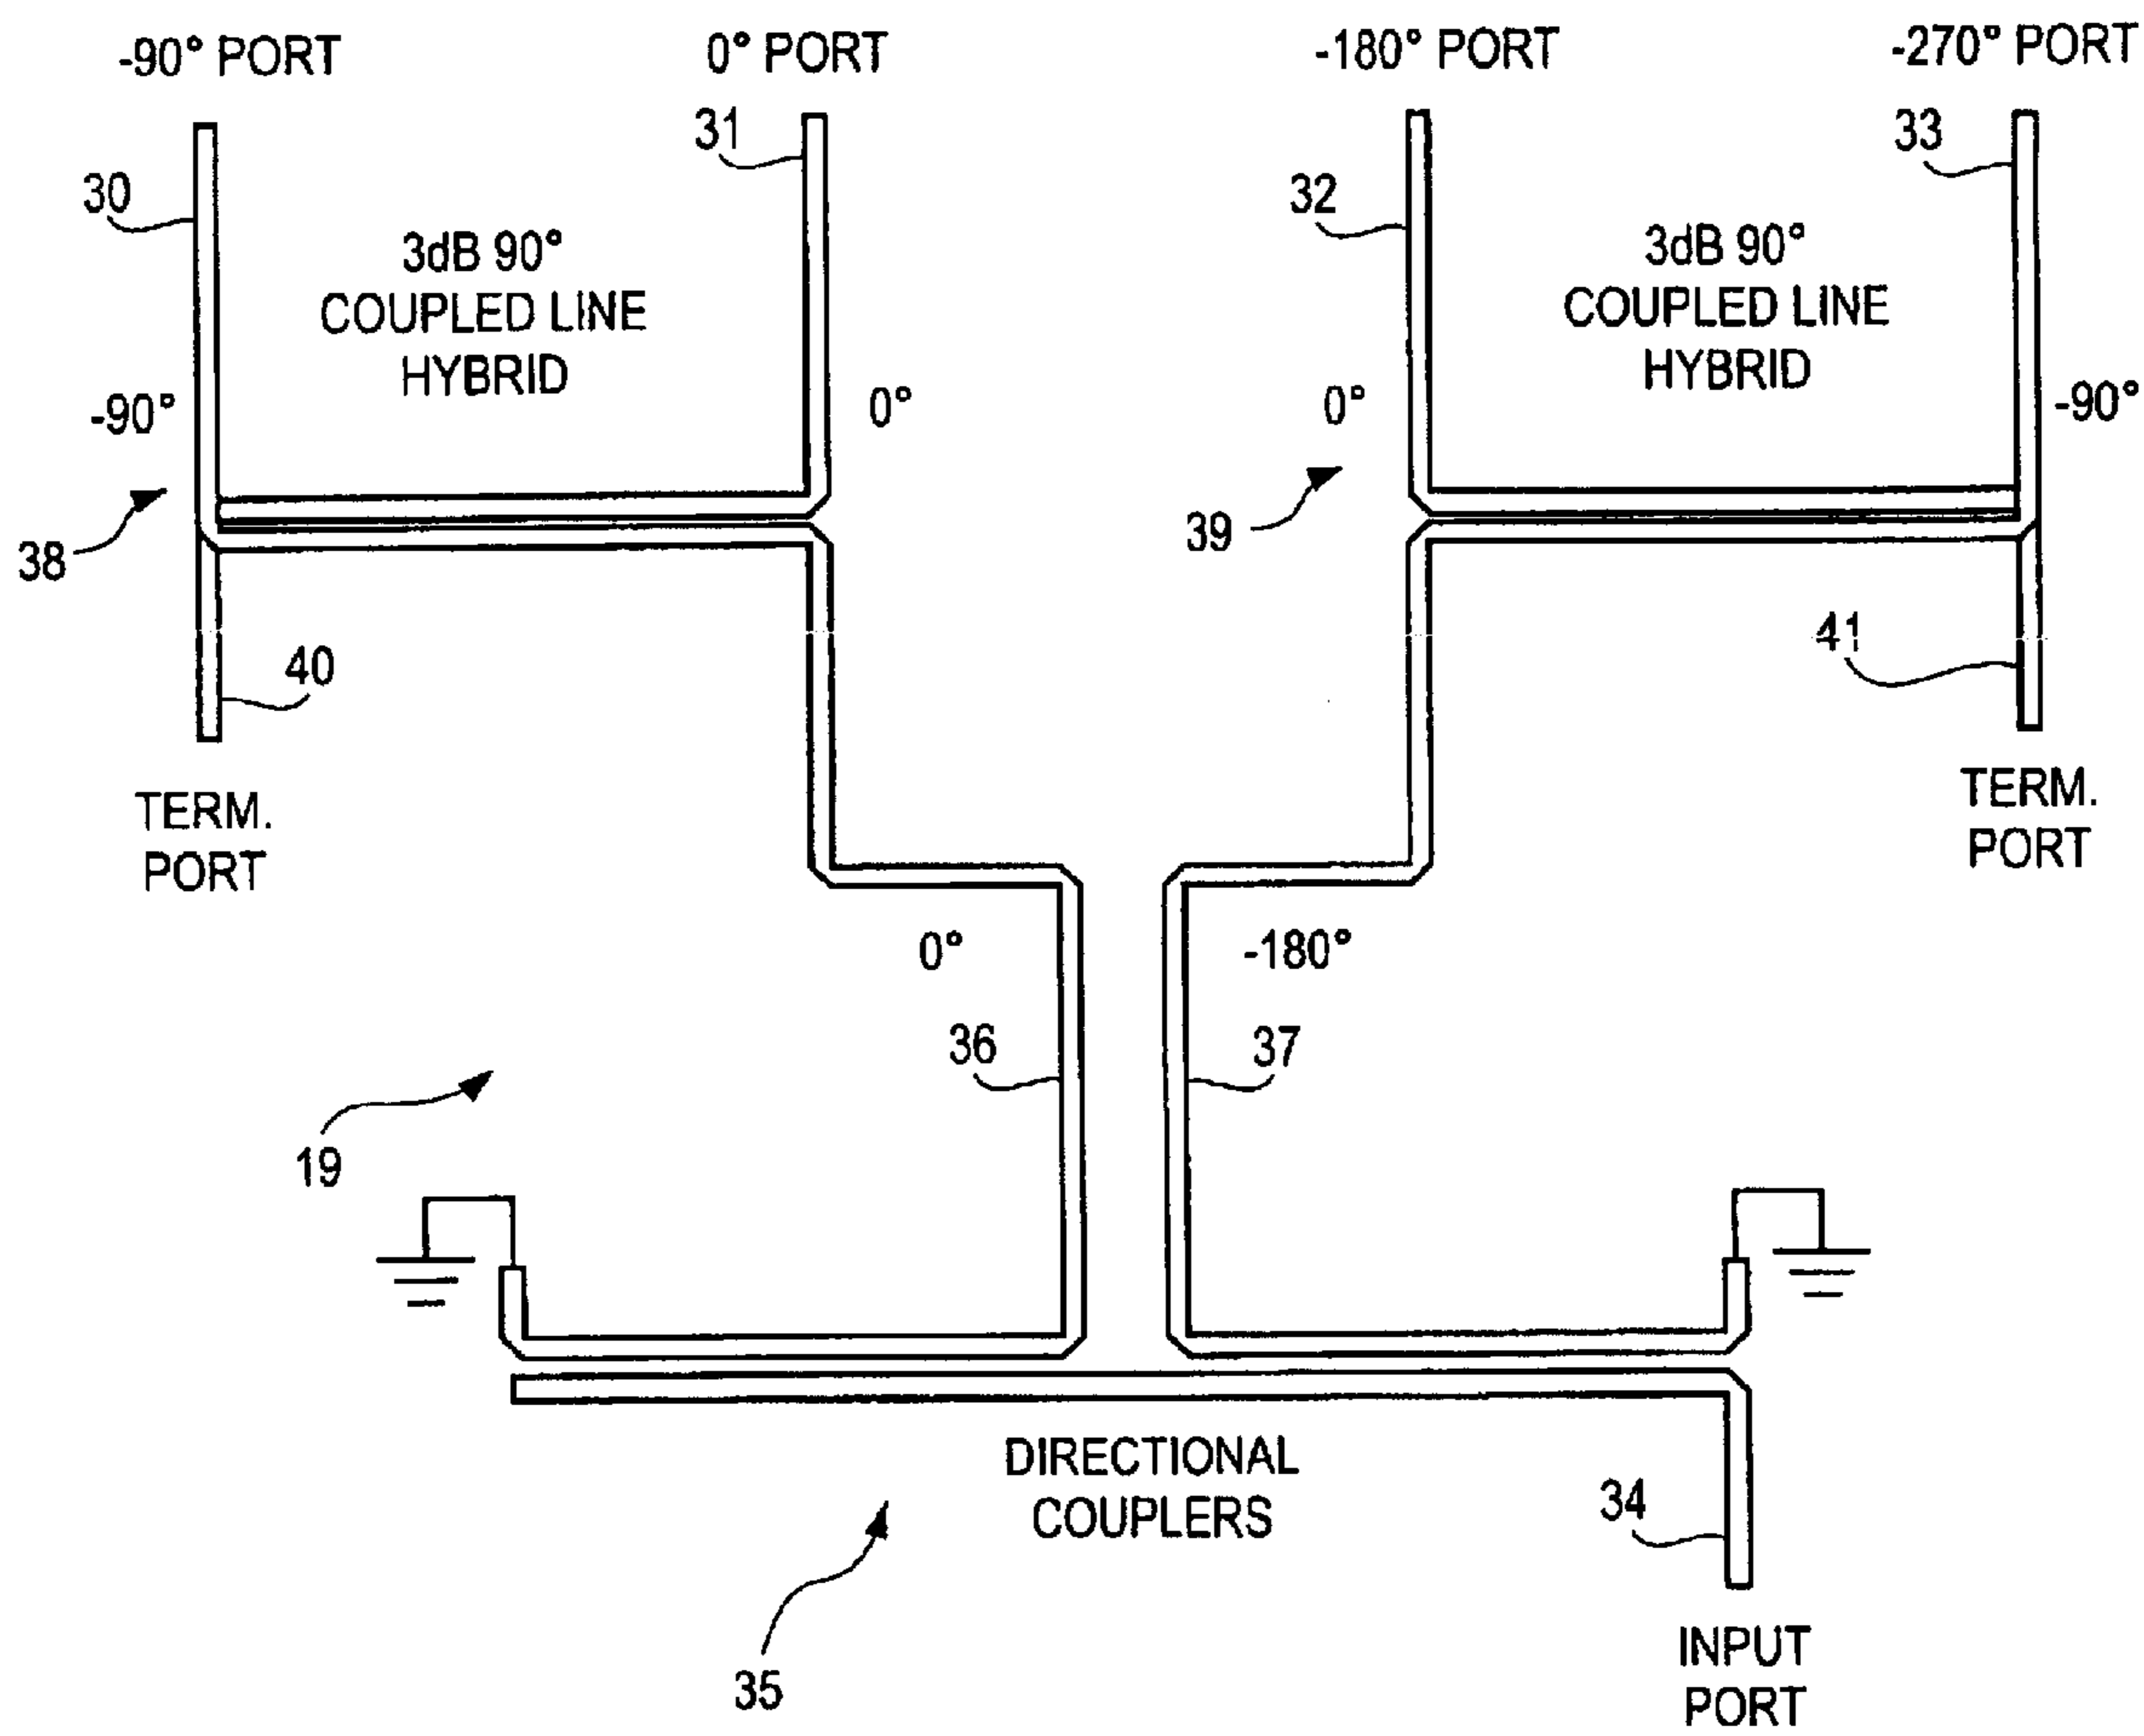 -90° PORT
0° PORT
-180° PORT
-270° PORT
31
33
30
32
3dB 90°
COUPLED LINE
HYBRID
3dB 90°
COUPLED LINE
HYBRID
-90°
0°
0°
-90°
38
39
40
41
TERM.
PORT
TERM.
PORT
0°
-180°
36
37
19
DIRECTIONAL
COUPLERS
34
35
INPUT
PORT